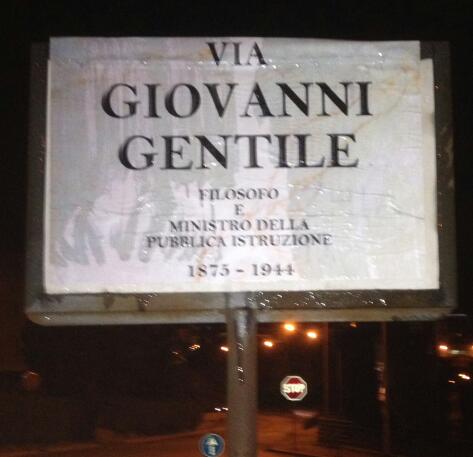 VIA
GIOVANNI
GENTILE
FILOSOFO
E
MINISTRO DELLA
PUBBLICA ISTRUZIONE
1875 - 1944
STOP